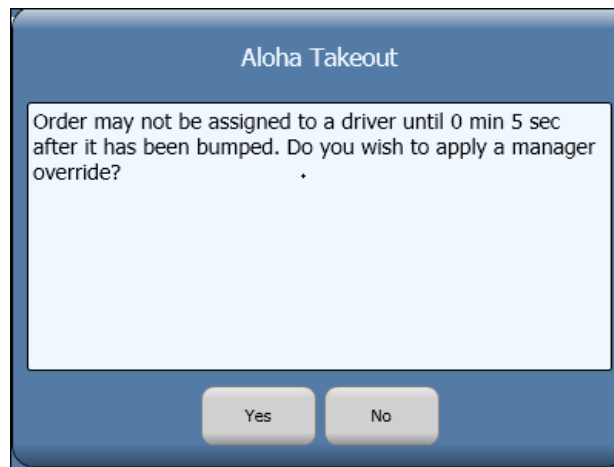 Aloha Takeout
Order may not be assigned to a driver until 0 min 5 sec
after it has been bumped. Do you wish to apply a manager
override?
Yes
No